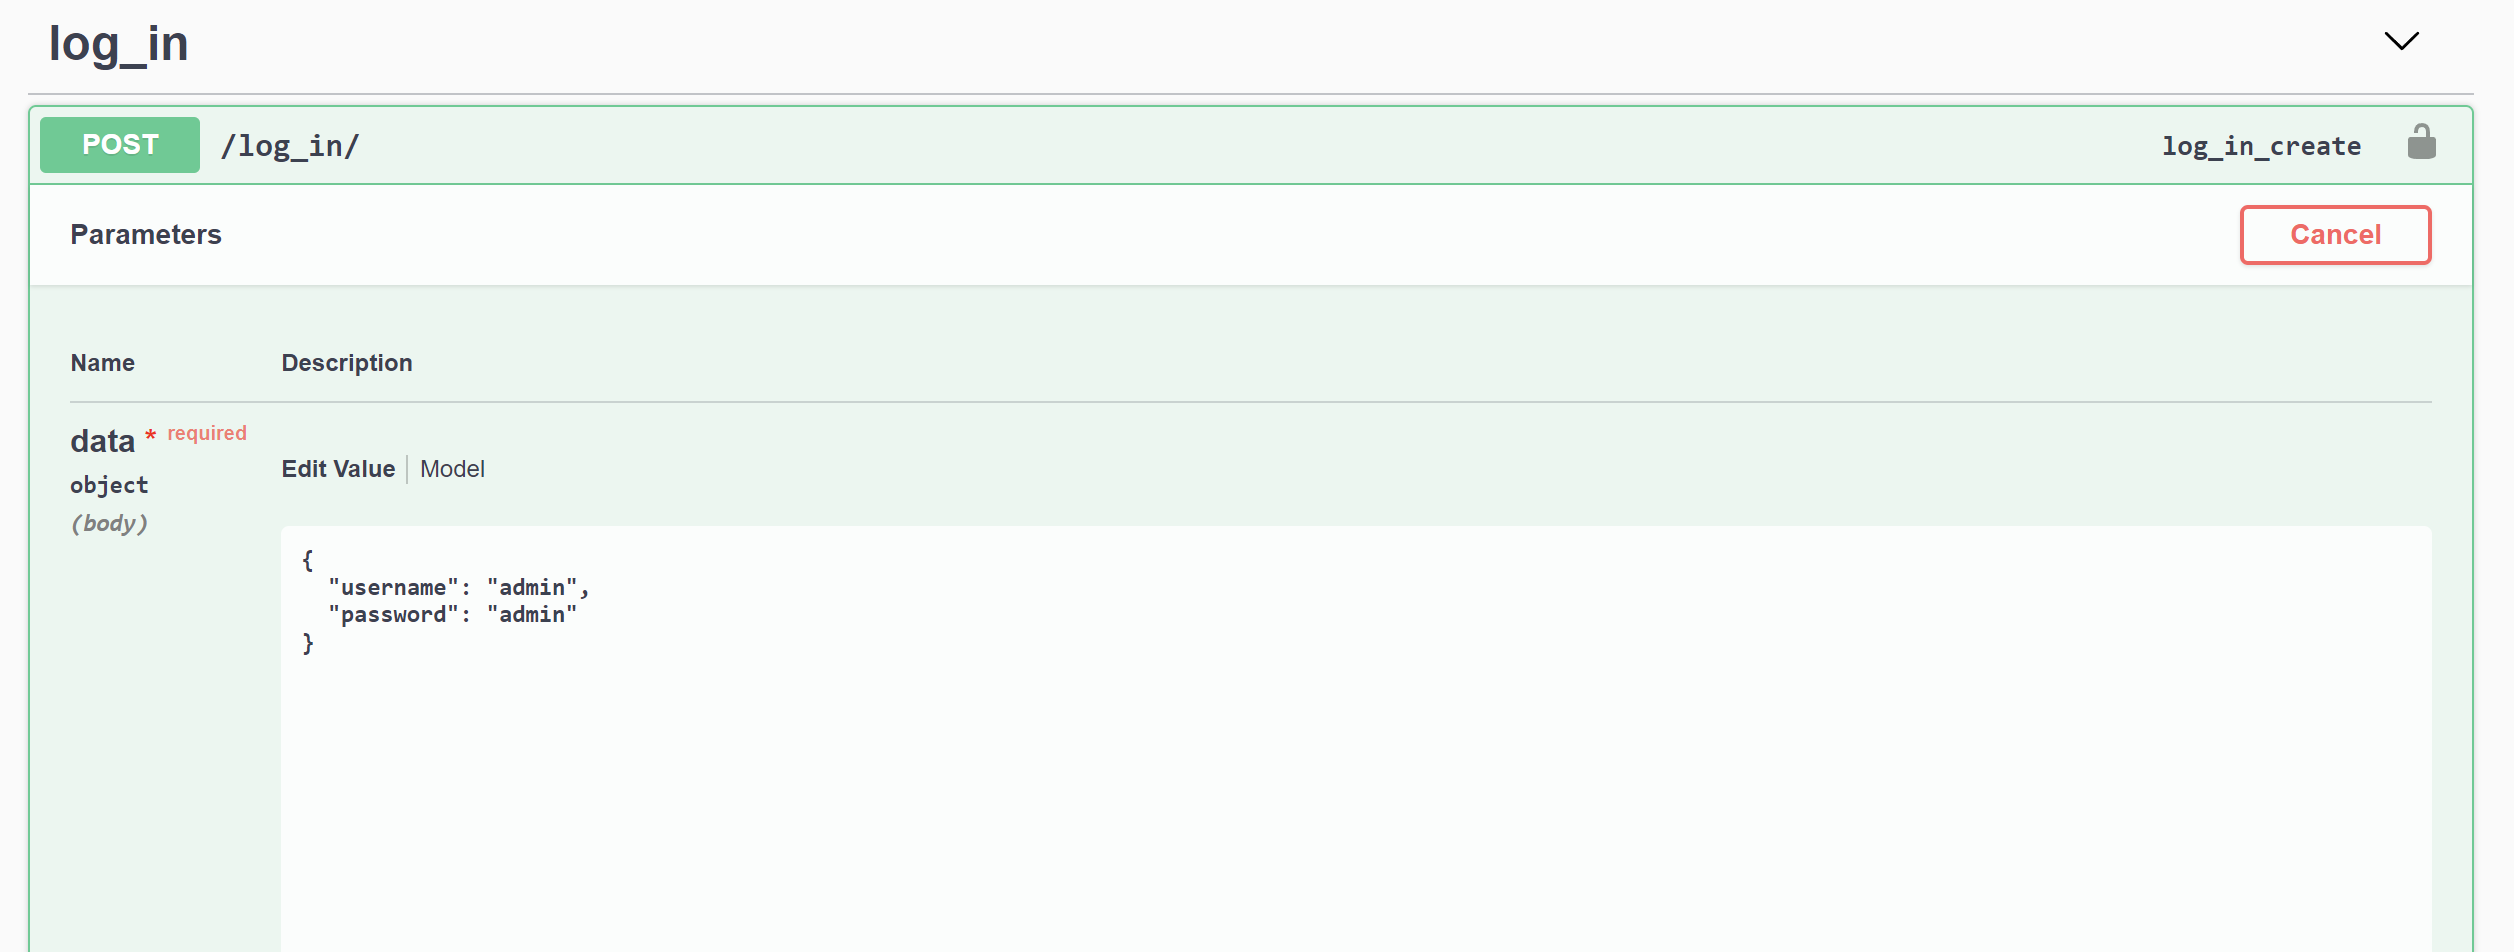 log_in
POST /log_in/ log_in_create
Parameters Cancel
Name Description
data * required
object
(body)
Edit Value Model
{
"username": "admin",
"password": "admin"
}